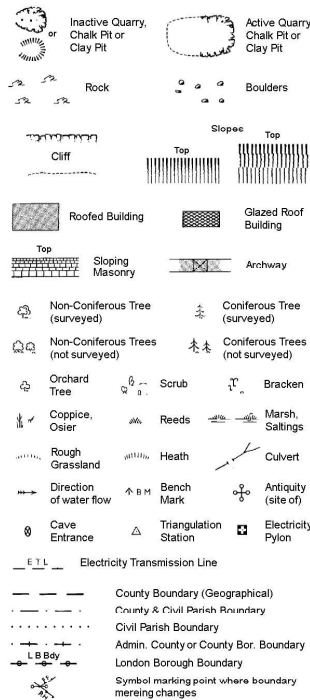 or
Inactive Quarry,
Chalk Pit or
Clay Pit
Active Quarry
Chalk Pit or
Clay Pit
Rock
Boulders
Slopes
Top
Top
Cliff
Roofed Building
Glazed Roof
Building
Top
Sloping
Masonry
Archway
Non-Coniferous Tree
(surveyed)
Coniferous Tree
(surveyed)
Non-Coniferous Trees
(not surveyed)
Coniferous Trees
(not surveyed)
Orchard
Tree
Scrub
Bracken
Coppice,
Osier
Reeds
Marsh,
Saltings
Rough
Grassland
Heath
Culvert
Direction
of water flow
B M
Bench
Mark
Antiquity
(site of)
Cave
Entrance
Triangulation
Station
Electricity
Pylon
E T L
Electricity Transmission Line
County Boundary (Geographical)
County & Civil Parish Boundary
Civil Parish Boundary
Admin. County or County Bor. Boundary
L B Bdy
London Borough Boundary
Symbol marking point where boundary
mereing changes